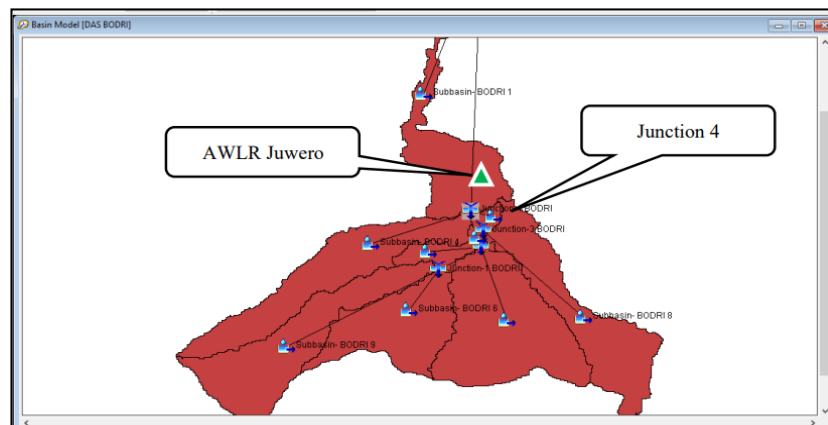 Basin Model [DAS BODRI]
Subbasin- BODRI 1
AWLR Juwero
Junction 4
BODRI
Junction-3 BODRI
Subbasin- BODRI 4
Junction-1 BODRI
Subbasin- BODRI 6
Subbasin- BODRI 8
Subbasin- BODRI 9